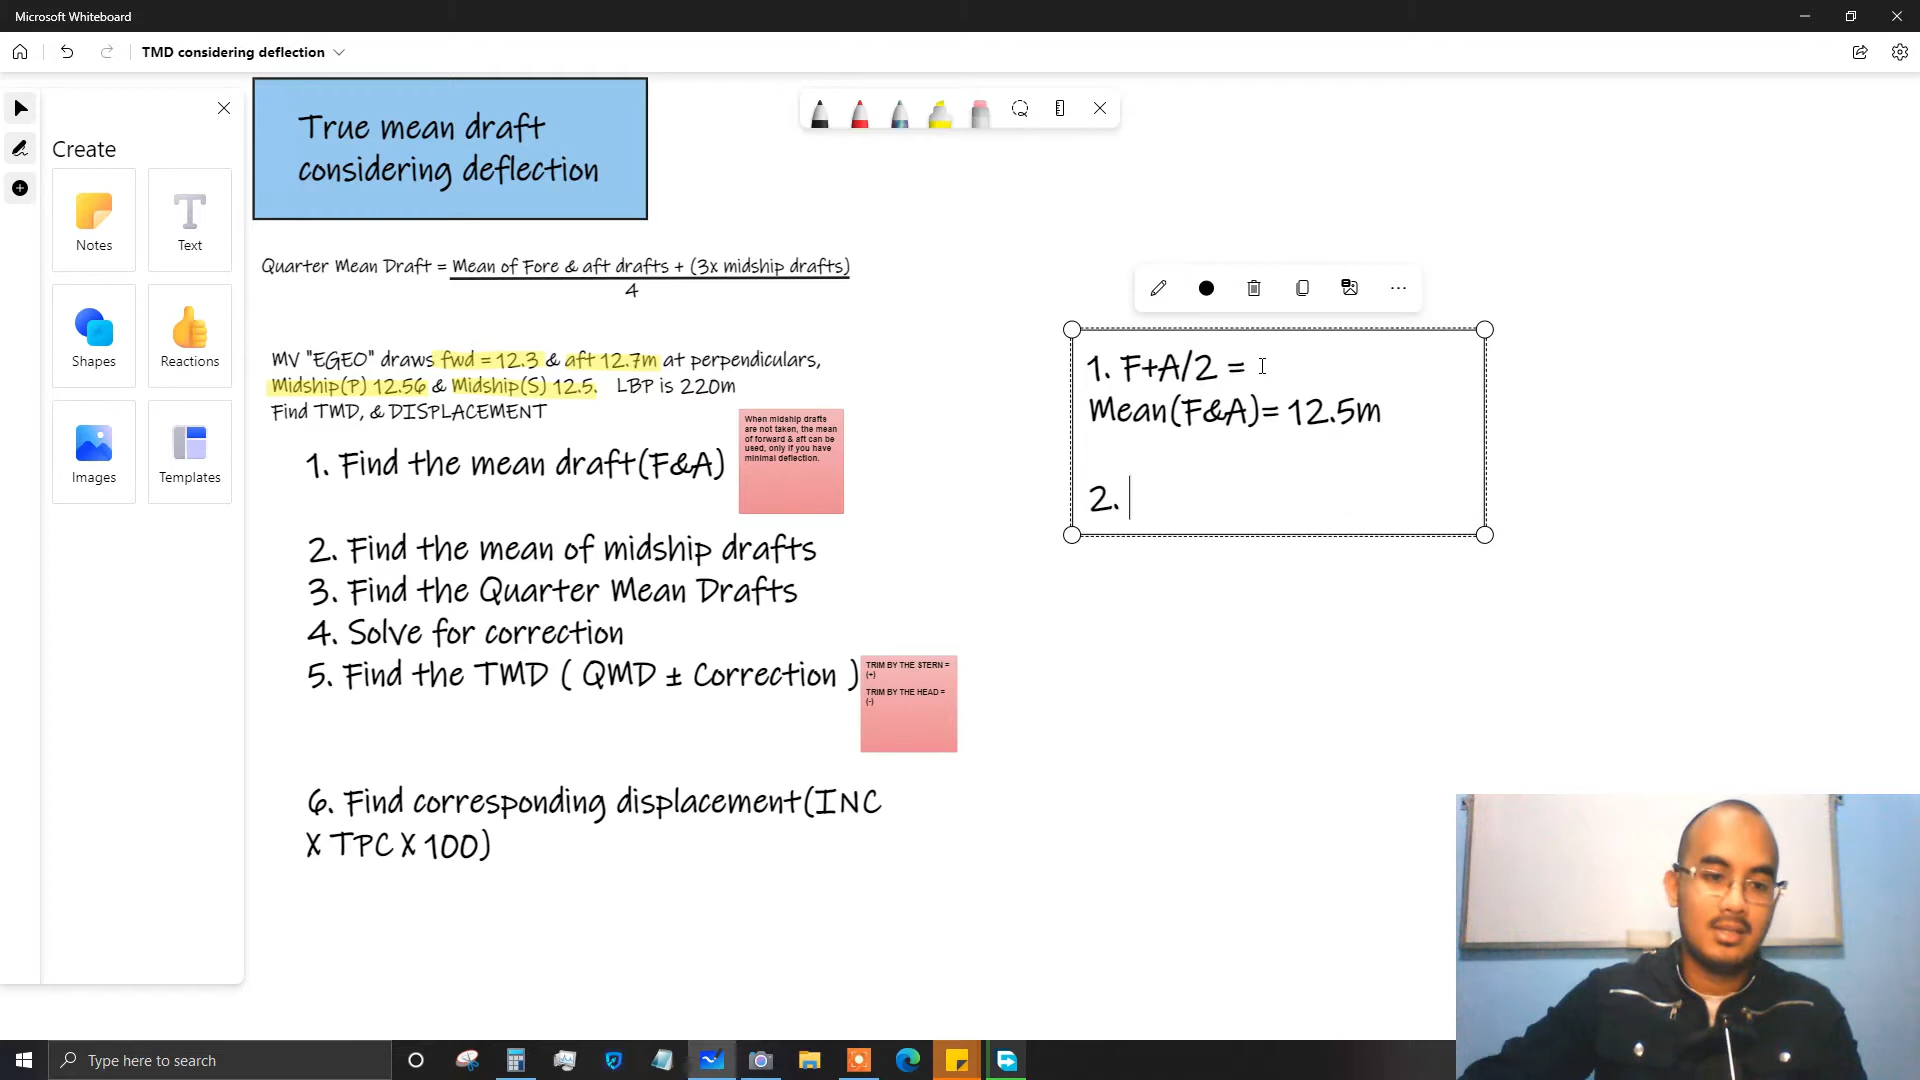 Microsoft Whiteboard
TMD considering deflection
Create
Notes
Text
Shapes
Reactions
Images
Templates
True mean draft
considering deflection
Quarter Mean Draft = Mean of Fore & aft drafts + (3x midship drafts)
4
MV "EGEO" draws fwd = 12.3 & aft 12.7m at perpendiculars,
Midship(P) 12.56 & Midship(S) 12.5. LBP is 220m
Find TMD, & DISPLACEMENT
1. Find the mean draft(F&A)
When midship drafts
are not taken, the mean
of forward & aft can be
used, only if you have
minimal deflection.
2. Find the mean of midship drafts
3. Find the Quarter Mean Drafts
4. Solve for correction
5. Find the TMD ( QMD ± Correction )
TRIM BY THE STERN =
(+)
TRIM BY THE HEAD =
(-)
6. Find corresponding displacement(INC
X TPC X 100)
1. F+A/2 =
Mean(F&A)= 12.5m
2.
Type here to search